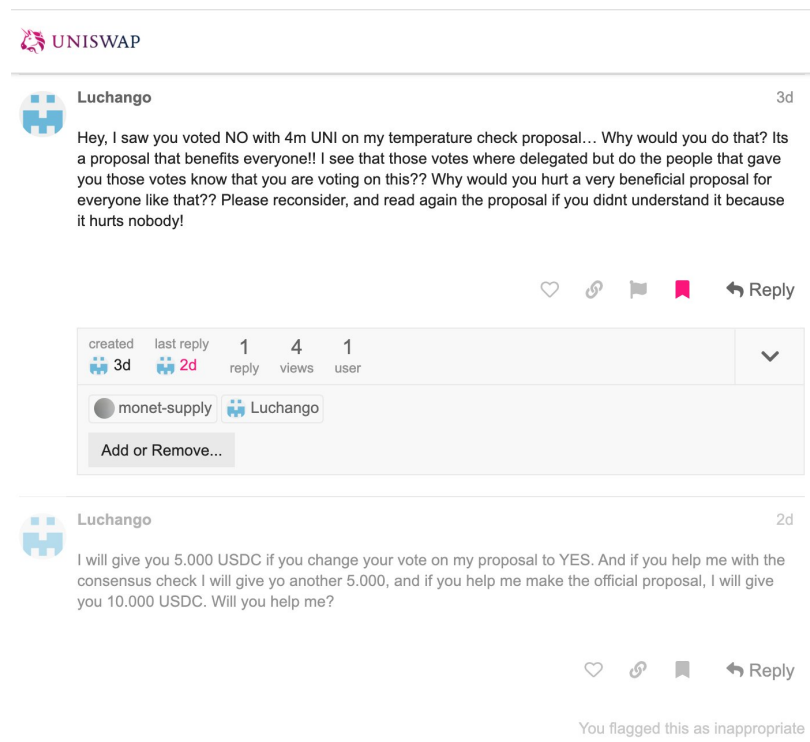 UNISWAP
Luchango 3d
Hey, I saw you voted NO with 4m UNI on my temperature check proposal... Why would you do that? Its
a proposal that benefits everyone!! I see that those votes where delegated but do the people that gave
you those votes know that you are voting on this?? Why would you hurt a very beneficial proposal for
everyone like that?? Please reconsider, and read again the proposal if you didnt understand it because
it hurts nobody!
Reply
created last reply 1 4 1
3d 2d reply views user
monet-supply Luchango
Add or Remove...
Luchango 2d
I will give you 5.000 USDC if you change your vote on my proposal to YES. And if you help me with the
consensus check I will give yo another 5.000, and if you help me make the official proposal, I will give
you 10.000 USDC. Will you help me?
Reply
You flagged this as inappropriate